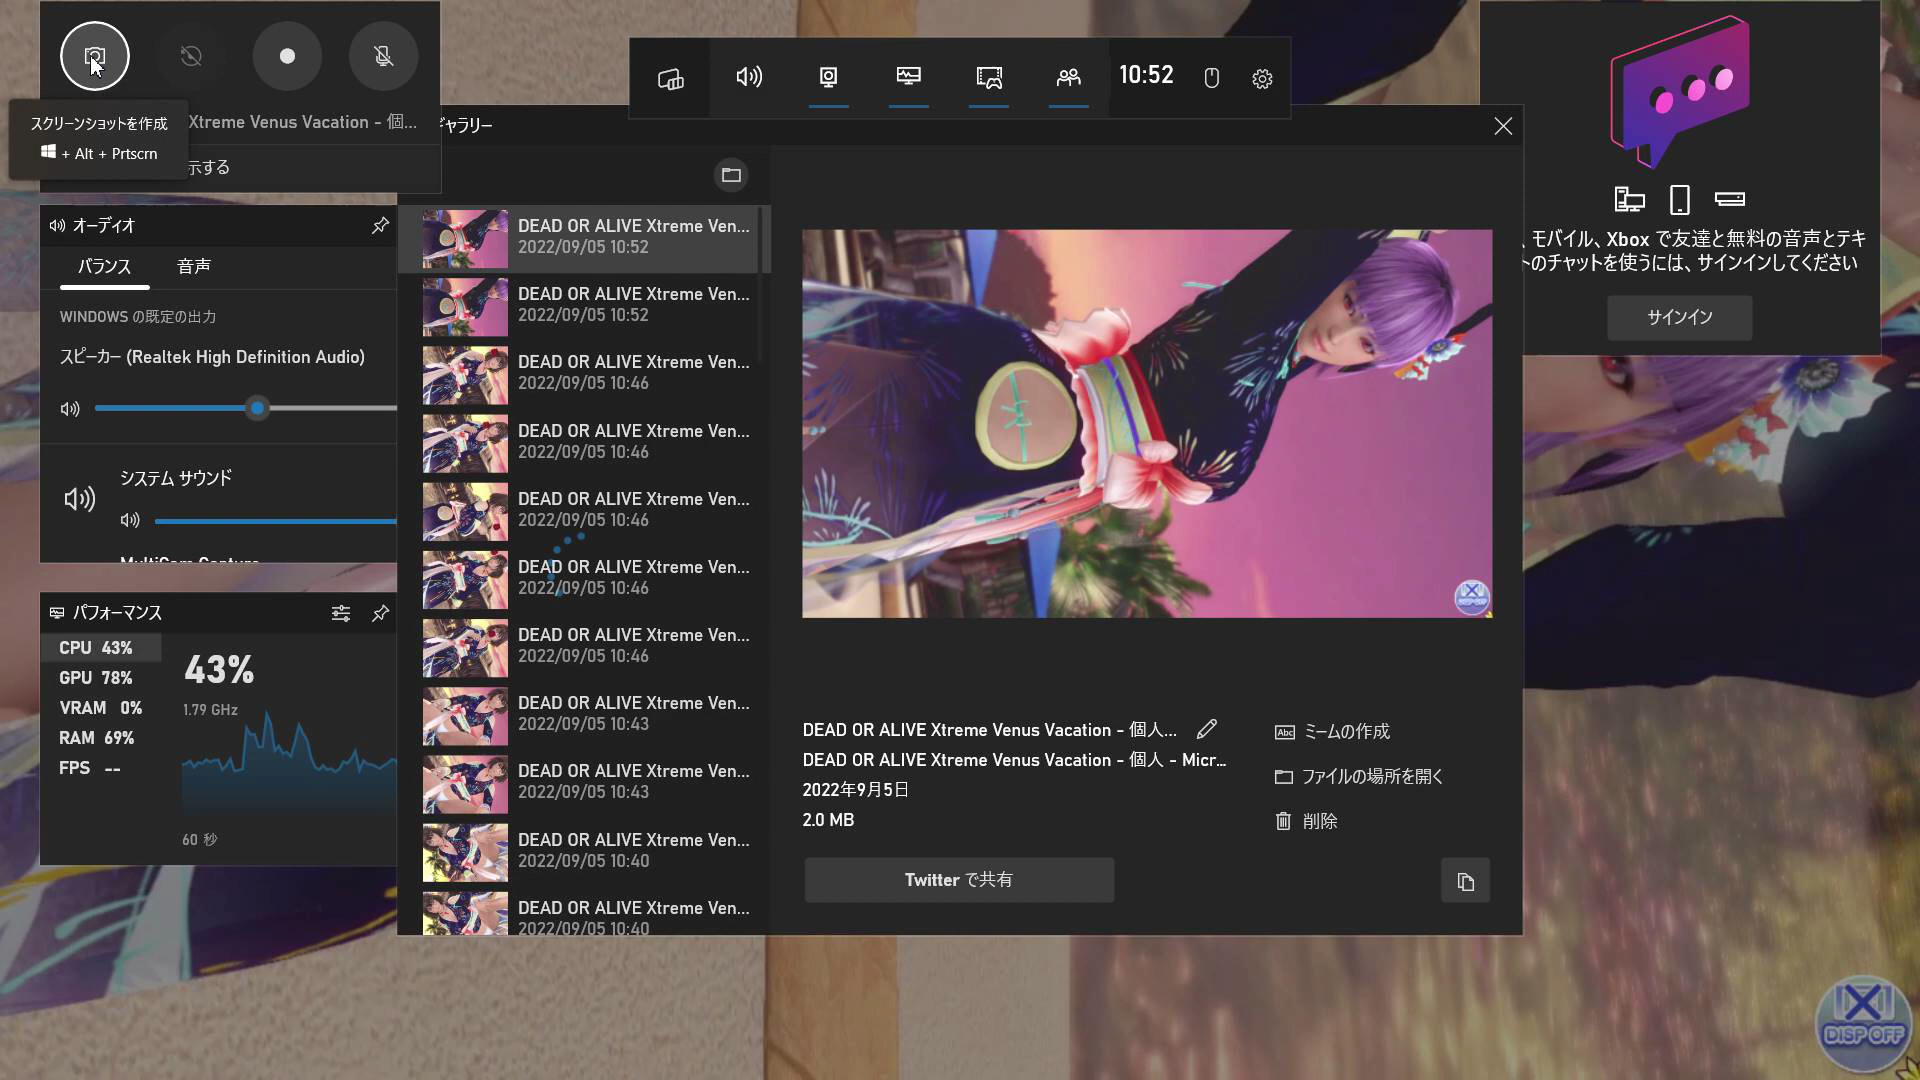 10:52
スクリーンショットを作成
+ Alt + Prtscrn
Xtreme Venus Vacation - 個...
示する
オーディオ
バランス 音声
WINDOWS の既定の出力
スピーカー (Realtek High Definition Audio)
システム サウンド
MultiCam Capture
パフォーマンス
CPU 43%
GPU 78%
VRAM 0%
RAM 69%
FPS --
43%
1.79 GHz
60 秒
ギャラリー
DEAD OR ALIVE Xtreme Ven...
2022/09/05 10:52
DEAD OR ALIVE Xtreme Ven...
2022/09/05 10:52
DEAD OR ALIVE Xtreme Ven...
2022/09/05 10:46
DEAD OR ALIVE Xtreme Ven...
2022/09/05 10:46
DEAD OR ALIVE Xtreme Ven...
2022/09/05 10:46
DEAD OR ALIVE Xtreme Ven...
2022/09/05 10:46
DEAD OR ALIVE Xtreme Ven...
2022/09/05 10:46
DEAD OR ALIVE Xtreme Ven...
2022/09/05 10:43
DEAD OR ALIVE Xtreme Ven...
2022/09/05 10:43
DEAD OR ALIVE Xtreme Ven...
2022/09/05 10:40
DEAD OR ALIVE Xtreme Ven...
2022/09/05 10:40
DISP OFF
DEAD OR ALIVE Xtreme Venus Vacation - 個人...
DEAD OR ALIVE Xtreme Venus Vacation - 個人 - Micr...
2022年9月5日
2.0 MB
Abc ミームの作成
ファイルの場所を開く
削除
Twitter で共有
、モバイル、Xbox で友達と無料の音声とテキ
トのチャットを使うには、サインインしてください
サインイン
DISP OFF